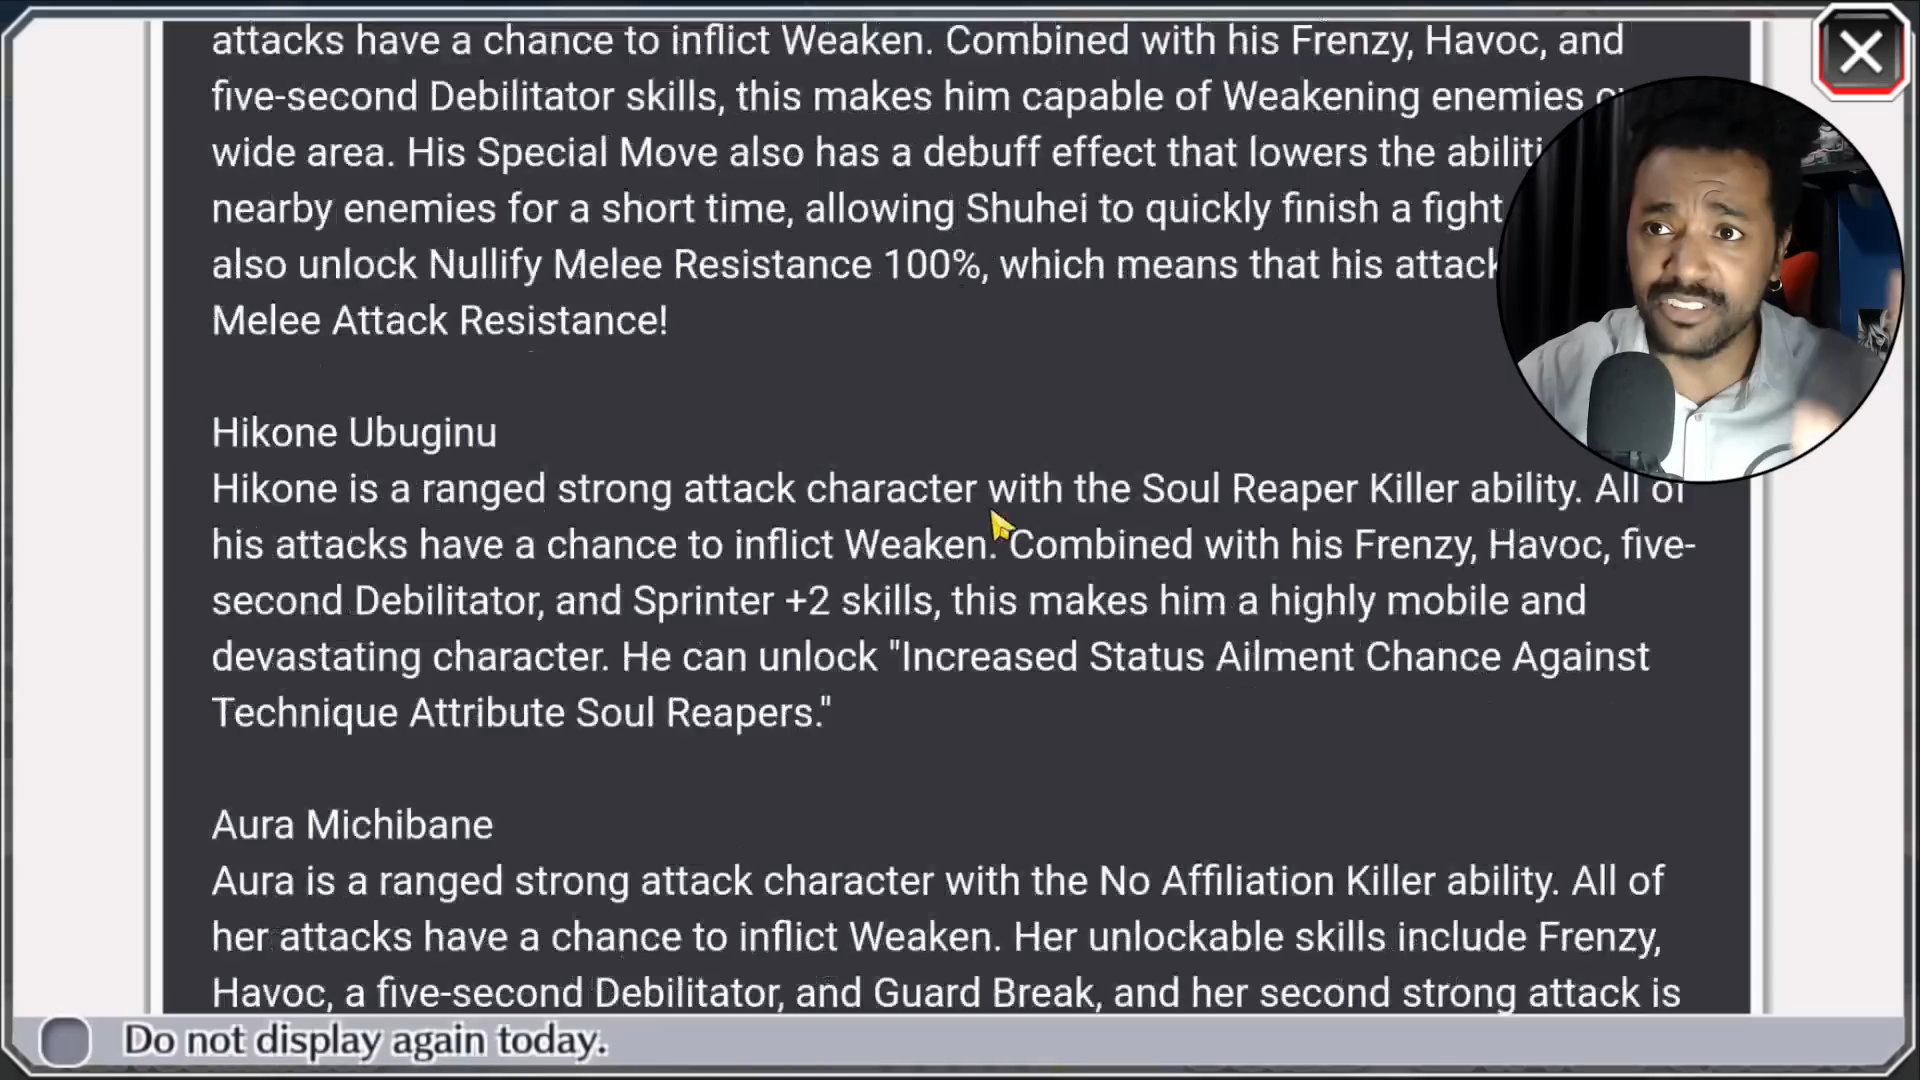 attacks have a chance to inflict Weaken. Combined with his Frenzy, Havoc, and
five-second Debilitator skills, this makes him capable of Weakening enemies
wide area. His Special Move also has a debuff effect that lowers the
nearby enemies for a short time, allowing Shuhei to quickly finish a fight
also unlock Nullify Melee Resistance 100%, which means that his
Melee Attack Resistance!
Hikone Ubuginu
Hikone is a ranged strong attack character with the Soul Reaper Killer ability. All of
his attacks have a chance to inflict Weaken. Combined with his Frenzy, Havoc, five-
second Debilitator, and Sprinter +2 skills, this makes him a highly mobile and
devastating character. He can unlock "Increased Status Ailment Chance Against
Technique Attribute Soul Reapers."
Aura Michibane
Aura is a ranged strong attack character with the No Affiliation Killer ability. All of
her attacks have a chance to inflict Weaken. Her unlockable skills include Frenzy,
Havoc, a five-second Debilitator, and Guard Break, and her second strong attack is
Do not display again today.